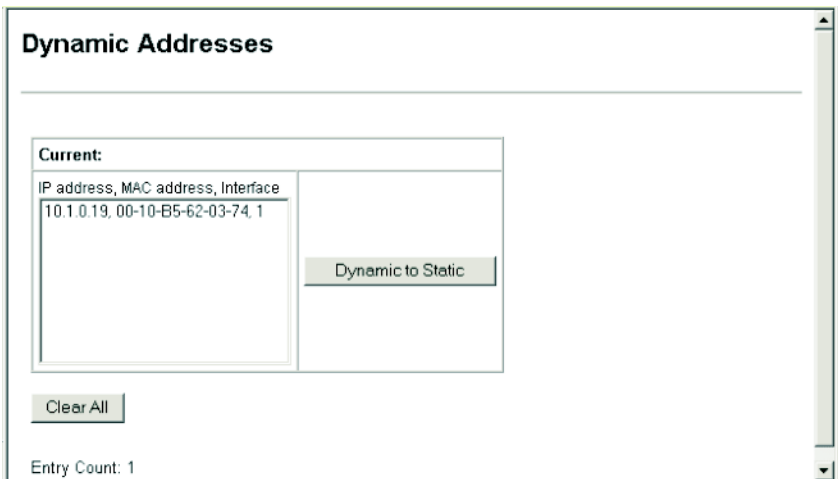 Dynamic Addresses
Current:
IP address, MAC address, Interface
10.1.0.19, 00-10-B5-62-03-74, 1
Dynamic to Static
Clear All
Entry Count: 1